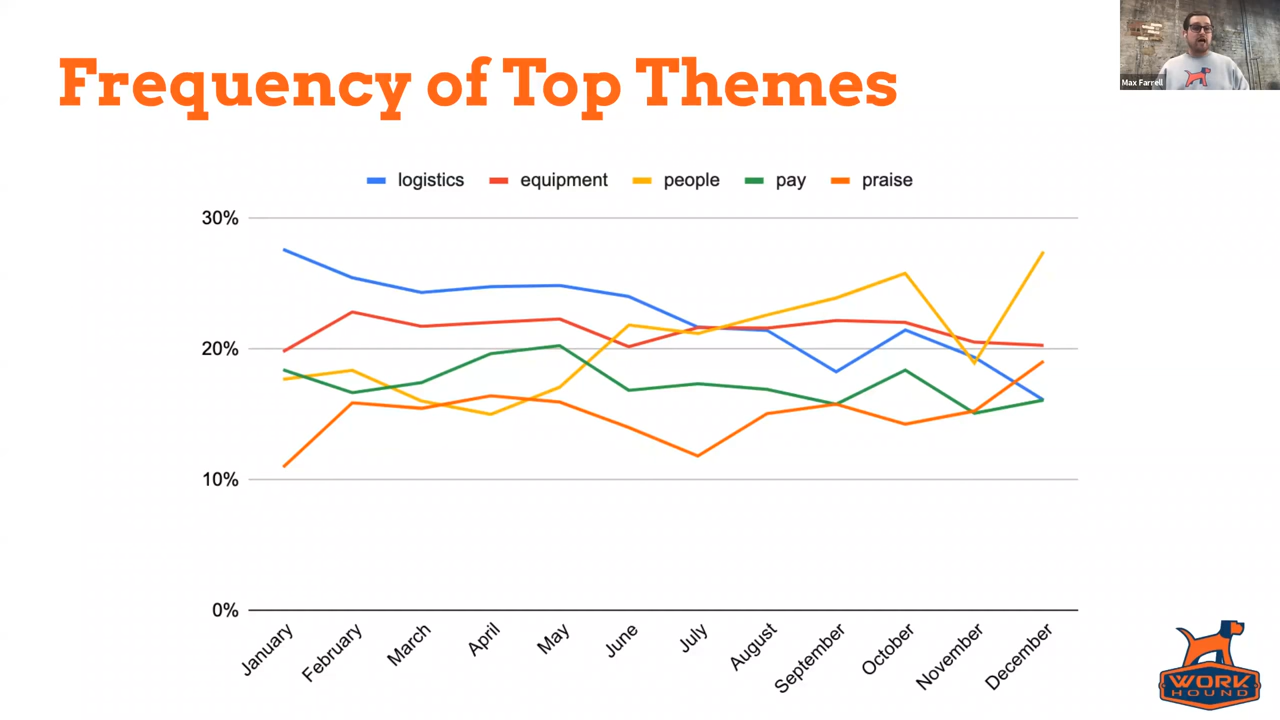 Frequency of Top Themes
Max Farrell
logistics equipment people pay praise
30%
20%
10%
0%
January February March April May June July August September October November December
WORK
HOUND